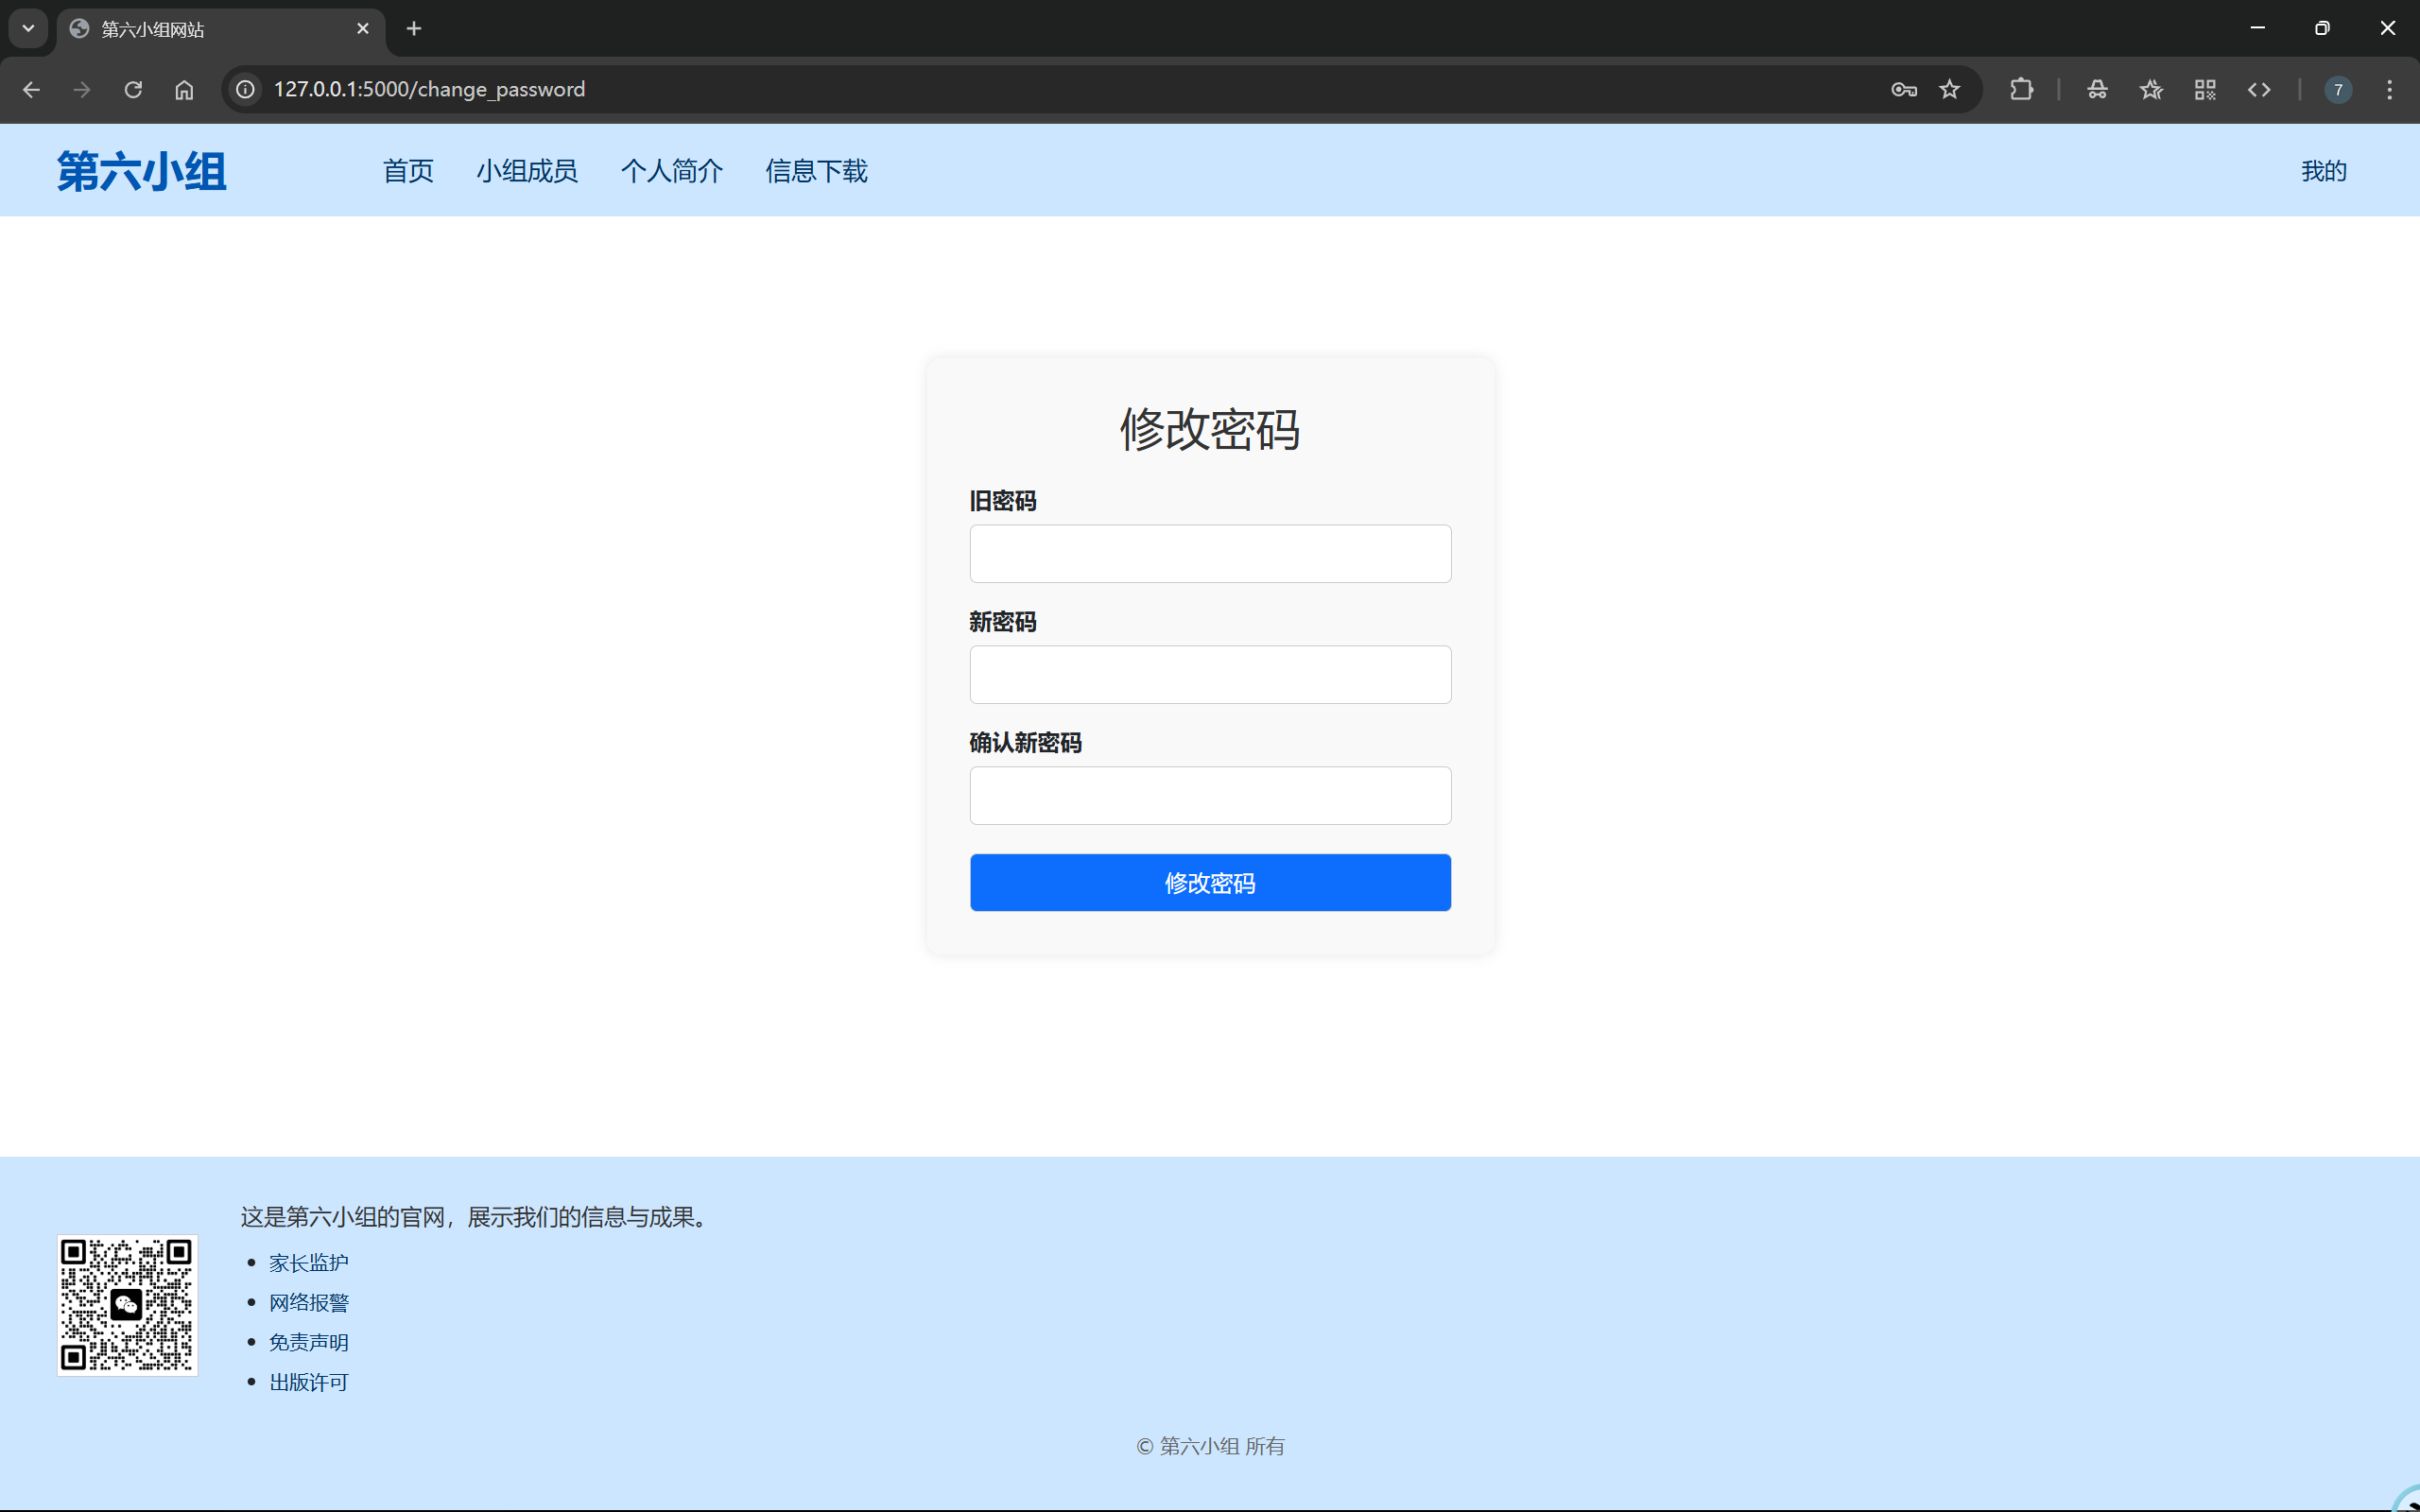 第六小组网站
127.0.0.1:5000/change_password
7
第六小组
首页 小组成员 个人简介 信息下载 我的
修改密码
旧密码
新密码
确认新密码
修改密码
这是第六小组的官网，展示我们的信息与成果。
家长监护
网络报警
免责声明
出版许可
© 第六小组 所有